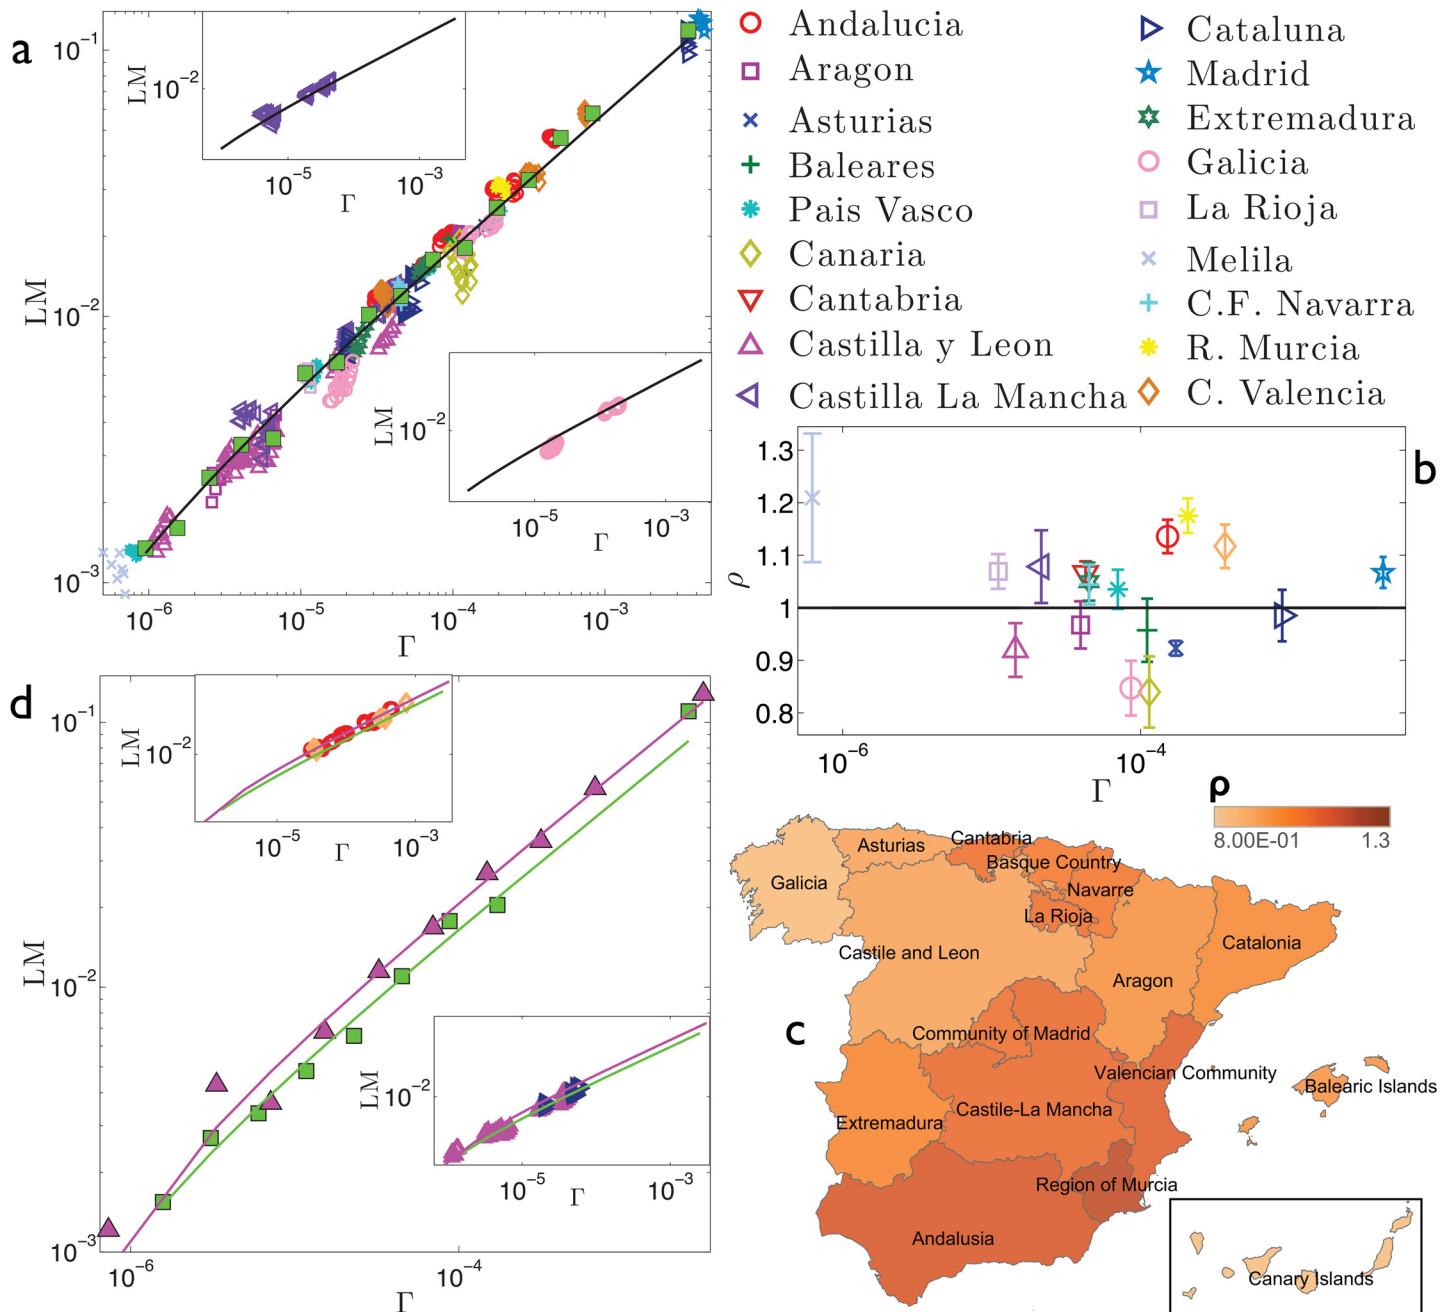 a
10⁻¹
10⁻²
10⁻³
LM
10⁻⁶
10⁻⁵
10⁻⁴
10⁻³
Γ
LM
10⁻²
10⁻⁵
10⁻³
Γ
LM
10⁻²
10⁻⁵
10⁻³
Γ
Andalucia
Aragon
Asturias
Baleares
Pais Vasco
Canaria
Cantabria
Castilla y Leon
Castilla La Mancha
Cataluna
Madrid
Extremadura
Galicia
La Rioja
Melila
C.F. Navarra
R. Murcia
C. Valencia
b
1.3
1.2
1.1
1
0.9
0.8
ρ
10⁻⁶
10⁻⁴
Γ
d
10⁻¹
10⁻²
10⁻³
LM
10⁻⁶
10⁻⁴
Γ
LM
10⁻²
10⁻⁵
10⁻³
Γ
LM
10⁻²
10⁻⁵
10⁻³
Γ
ρ
8.00E-01
1.3
c
Cantabria
Asturias
Basque Country
Galicia
Navarre
La Rioja
Catalonia
Castile and Leon
Aragon
Community of Madrid
Valencian Community
Balearic Islands
Castile-La Mancha
Extremadura
Region of Murcia
Andalusia
Canary Islands